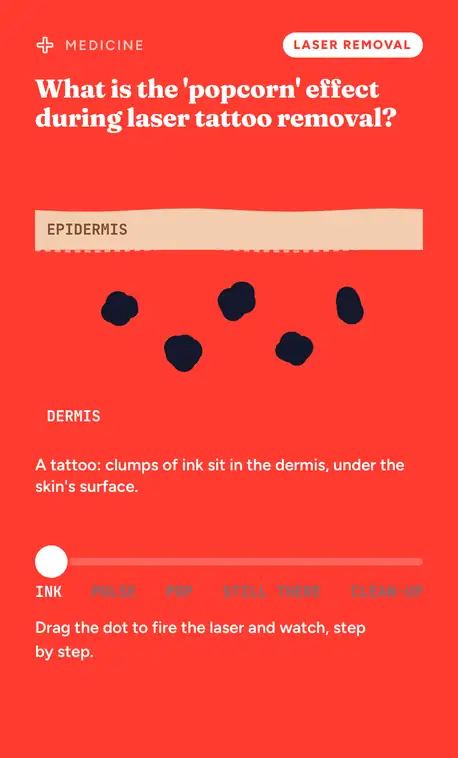 MEDICINE
LASER REMOVAL
What is the 'popcorn' effect
during laser tattoo removal?
EPIDERMIS
DERMIS
A tattoo: clumps of ink sit in the dermis, under the
skin's surface.
INK PULSE POP STILL THERE CLEAN-UP
Drag the dot to fire the laser and watch, step
by step.